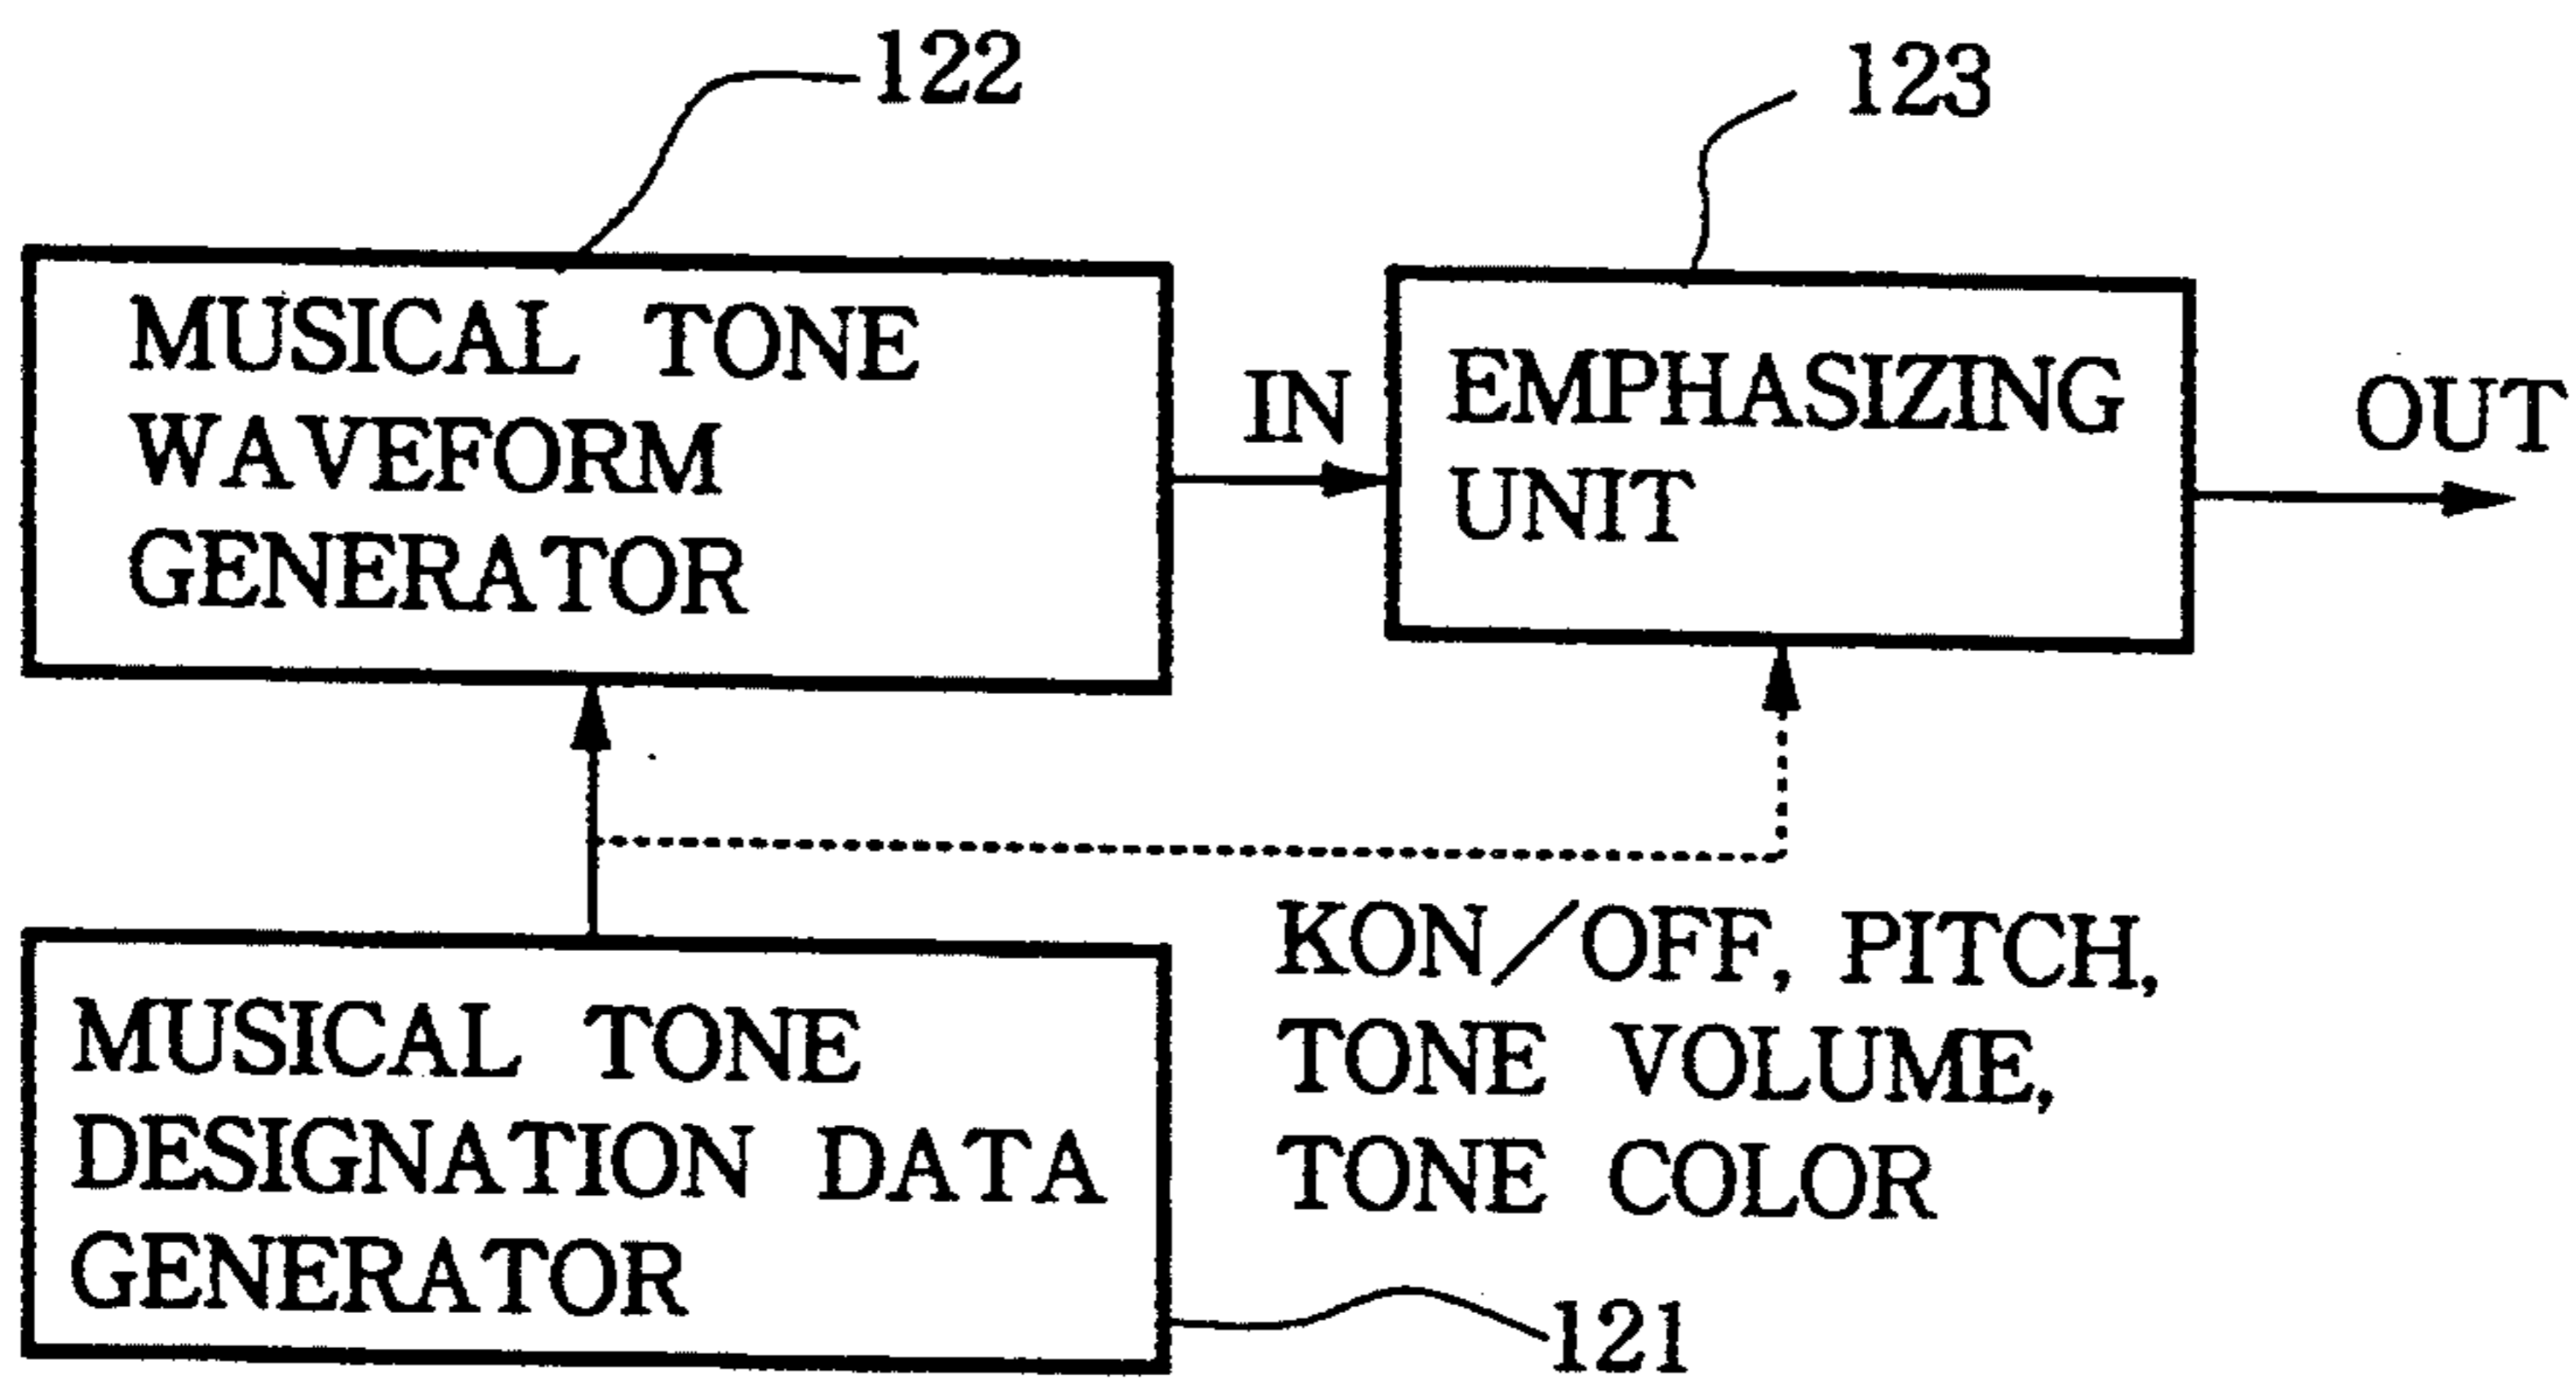 122
123
MUSICAL TONE
WAVEFORM
GENERATOR
IN
EMPHASIZING
UNIT
OUT
KON/OFF, PITCH,
TONE VOLUME,
TONE COLOR
MUSICAL TONE
DESIGNATION DATA
GENERATOR
121